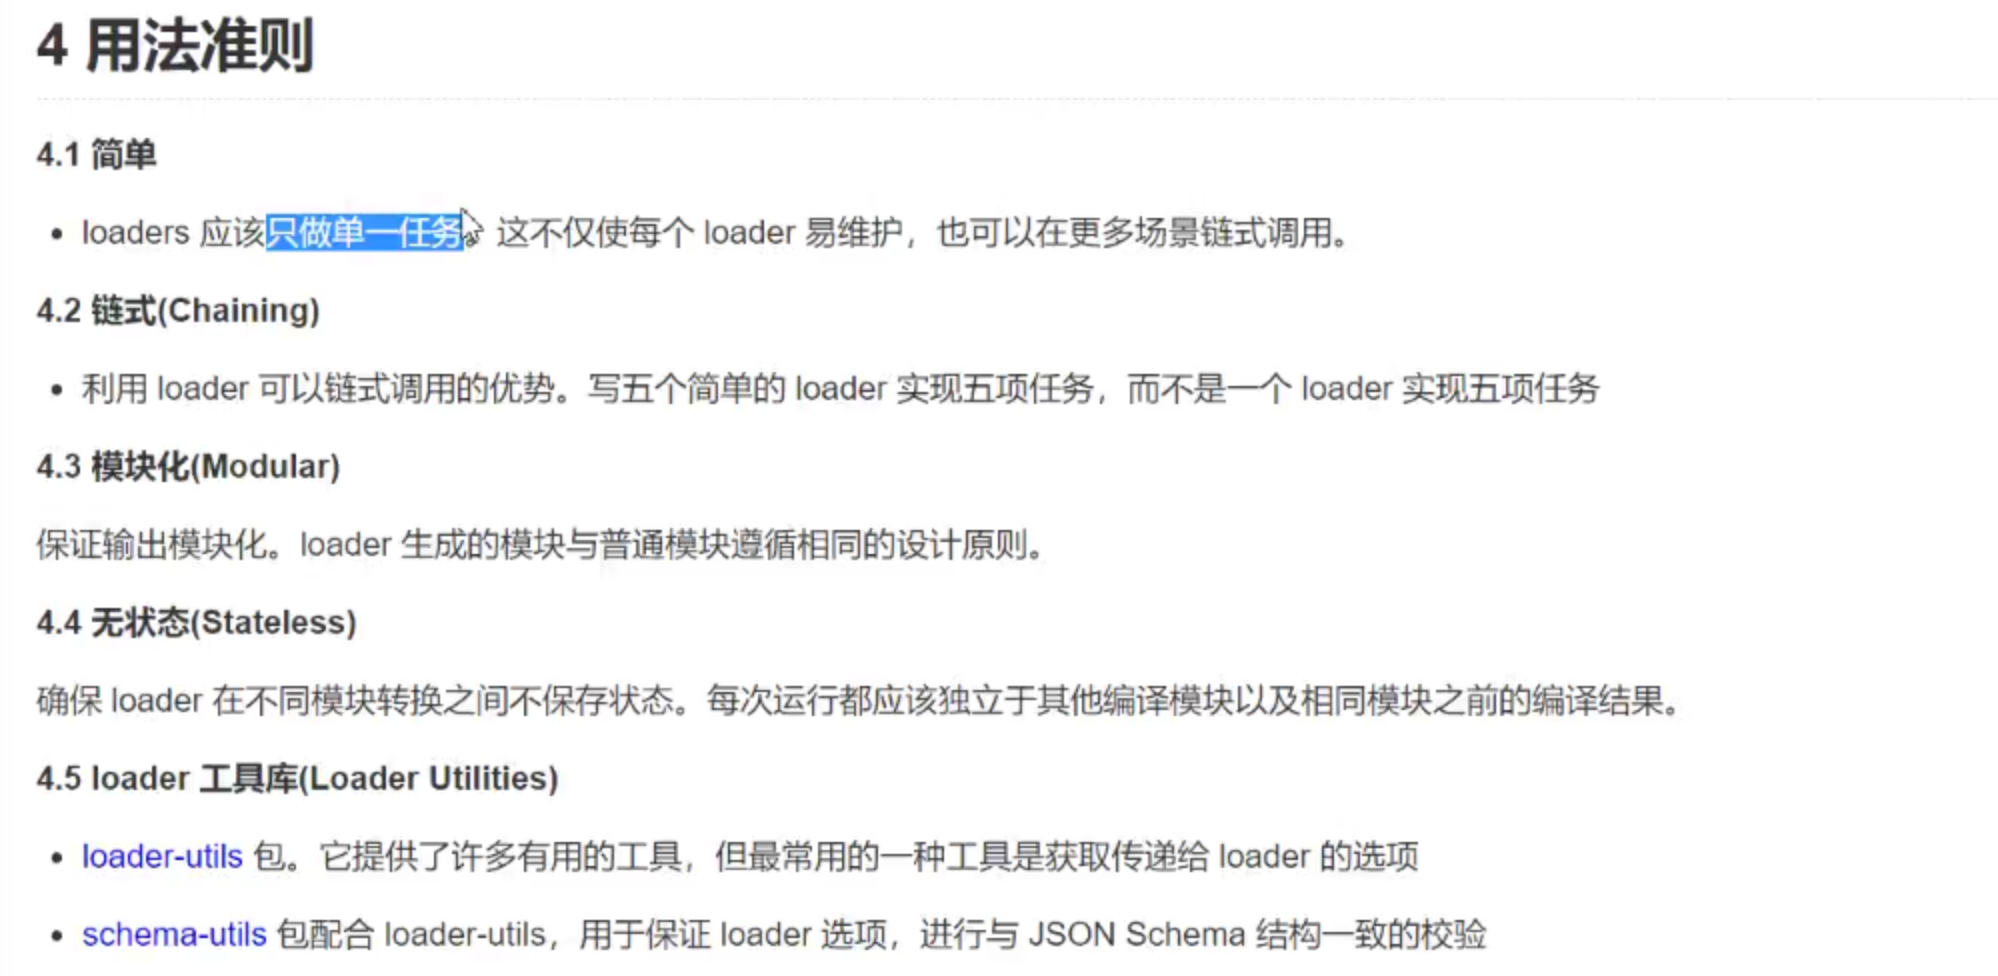 4 用法准则
4.1 简单
• loaders 应该只做单一任务 这不仅使每个 loader 易维护，也可以在更多场景链式调用。
4.2 链式(Chaining)
• 利用 loader 可以链式调用的优势。写五个简单的 loader 实现五项任务，而不是一个 loader 实现五项任务
4.3 模块化(Modular)
保证输出模块化。loader 生成的模块与普通模块遵循相同的设计原则。
4.4 无状态(Stateless)
确保 loader 在不同模块转换之间不保存状态。每次运行都应该独立于其他编译模块以及相同模块之前的编译结果。
4.5 loader 工具库(Loader Utilities)
• loader-utils 包。它提供了许多有用的工具，但最常用的一种工具是获取传递给 loader 的选项
• schema-utils 包配合 loader-utils，用于保证 loader 选项，进行与 JSON Schema 结构一致的校验